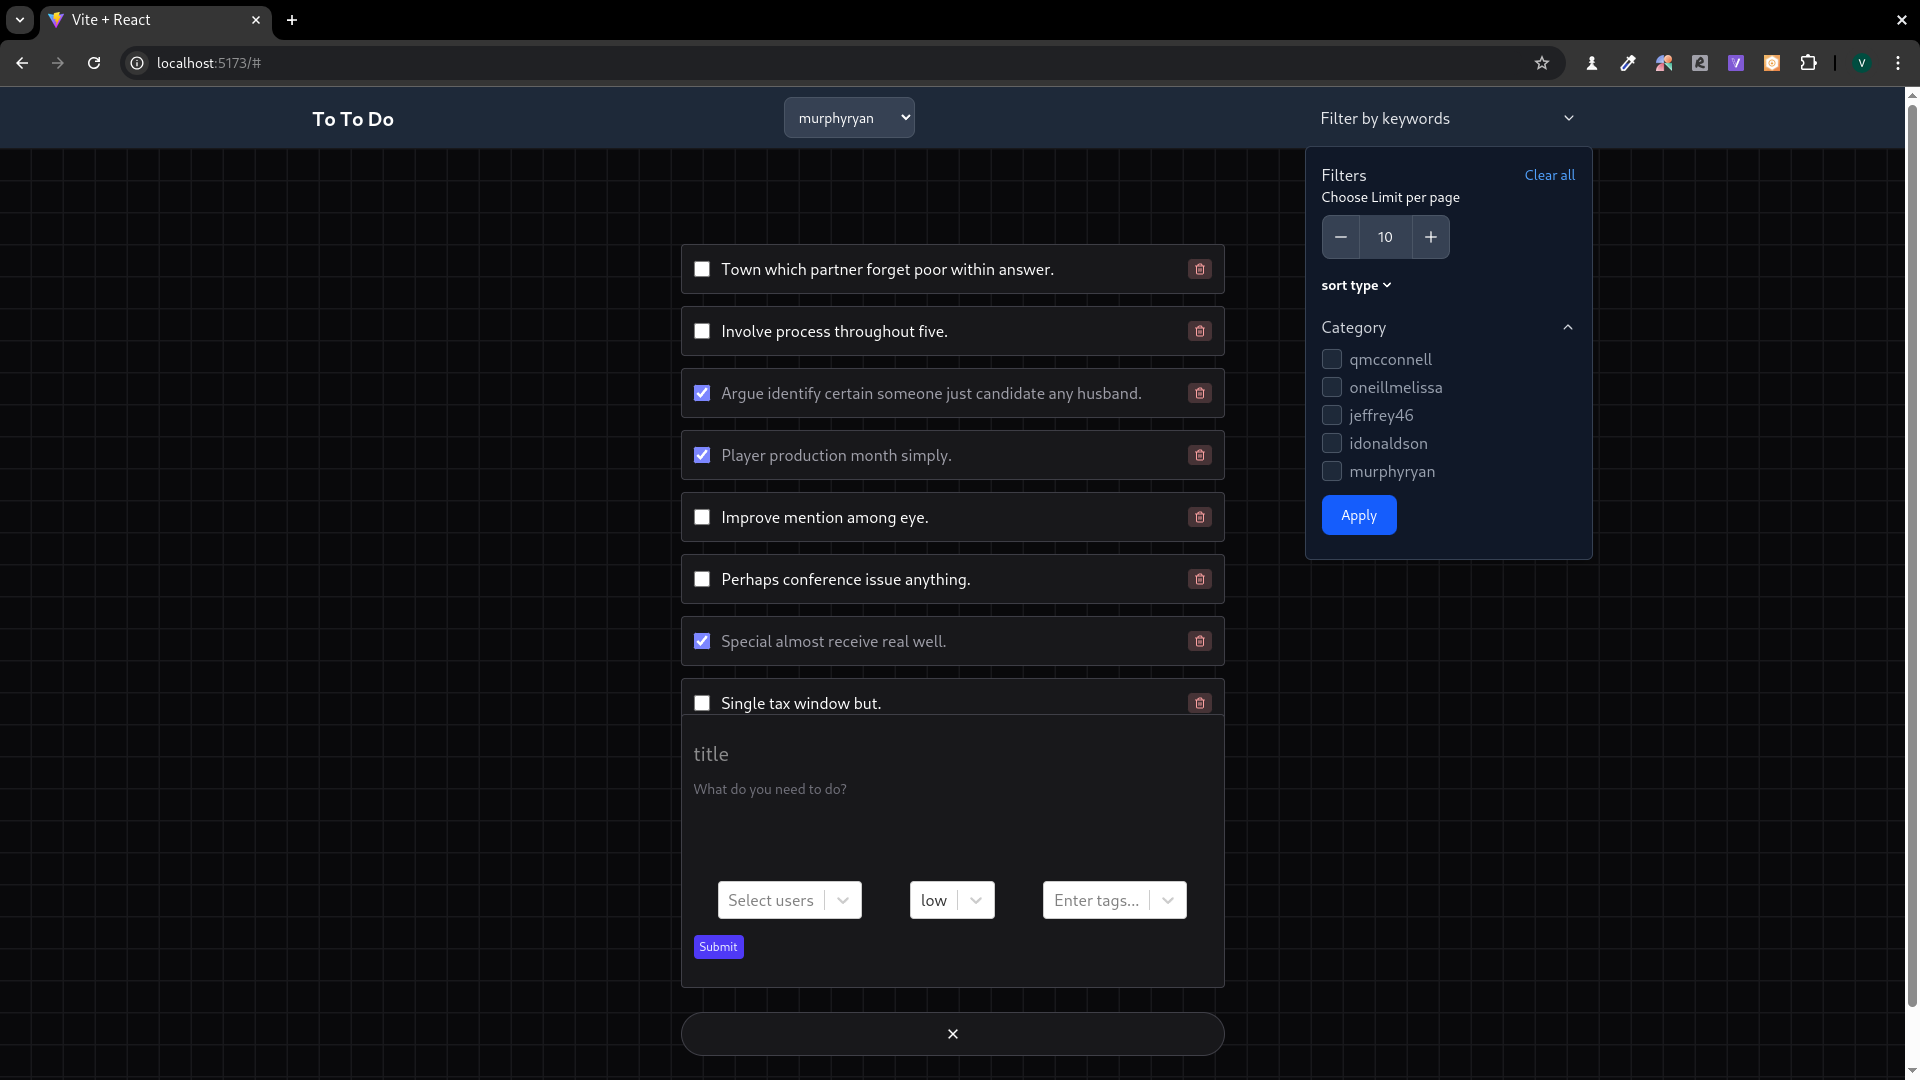 Vite + React
localhost:5173/#
V
To To Do
murphyryan
Filter by keywords
Filters
Clear all
Choose Limit per page
10
sort type
Category
qmcconnell
oneillmelissa
jeffrey46
idonaldson
murphyryan
Apply
Town which partner forget poor within answer.
Involve process throughout five.
Argue identify certain someone just candidate any husband.
Player production month simply.
Improve mention among eye.
Perhaps conference issue anything.
Special almost receive real well.
Single tax window but.
title
What do you need to do?
Select users
low
Enter tags...
Submit